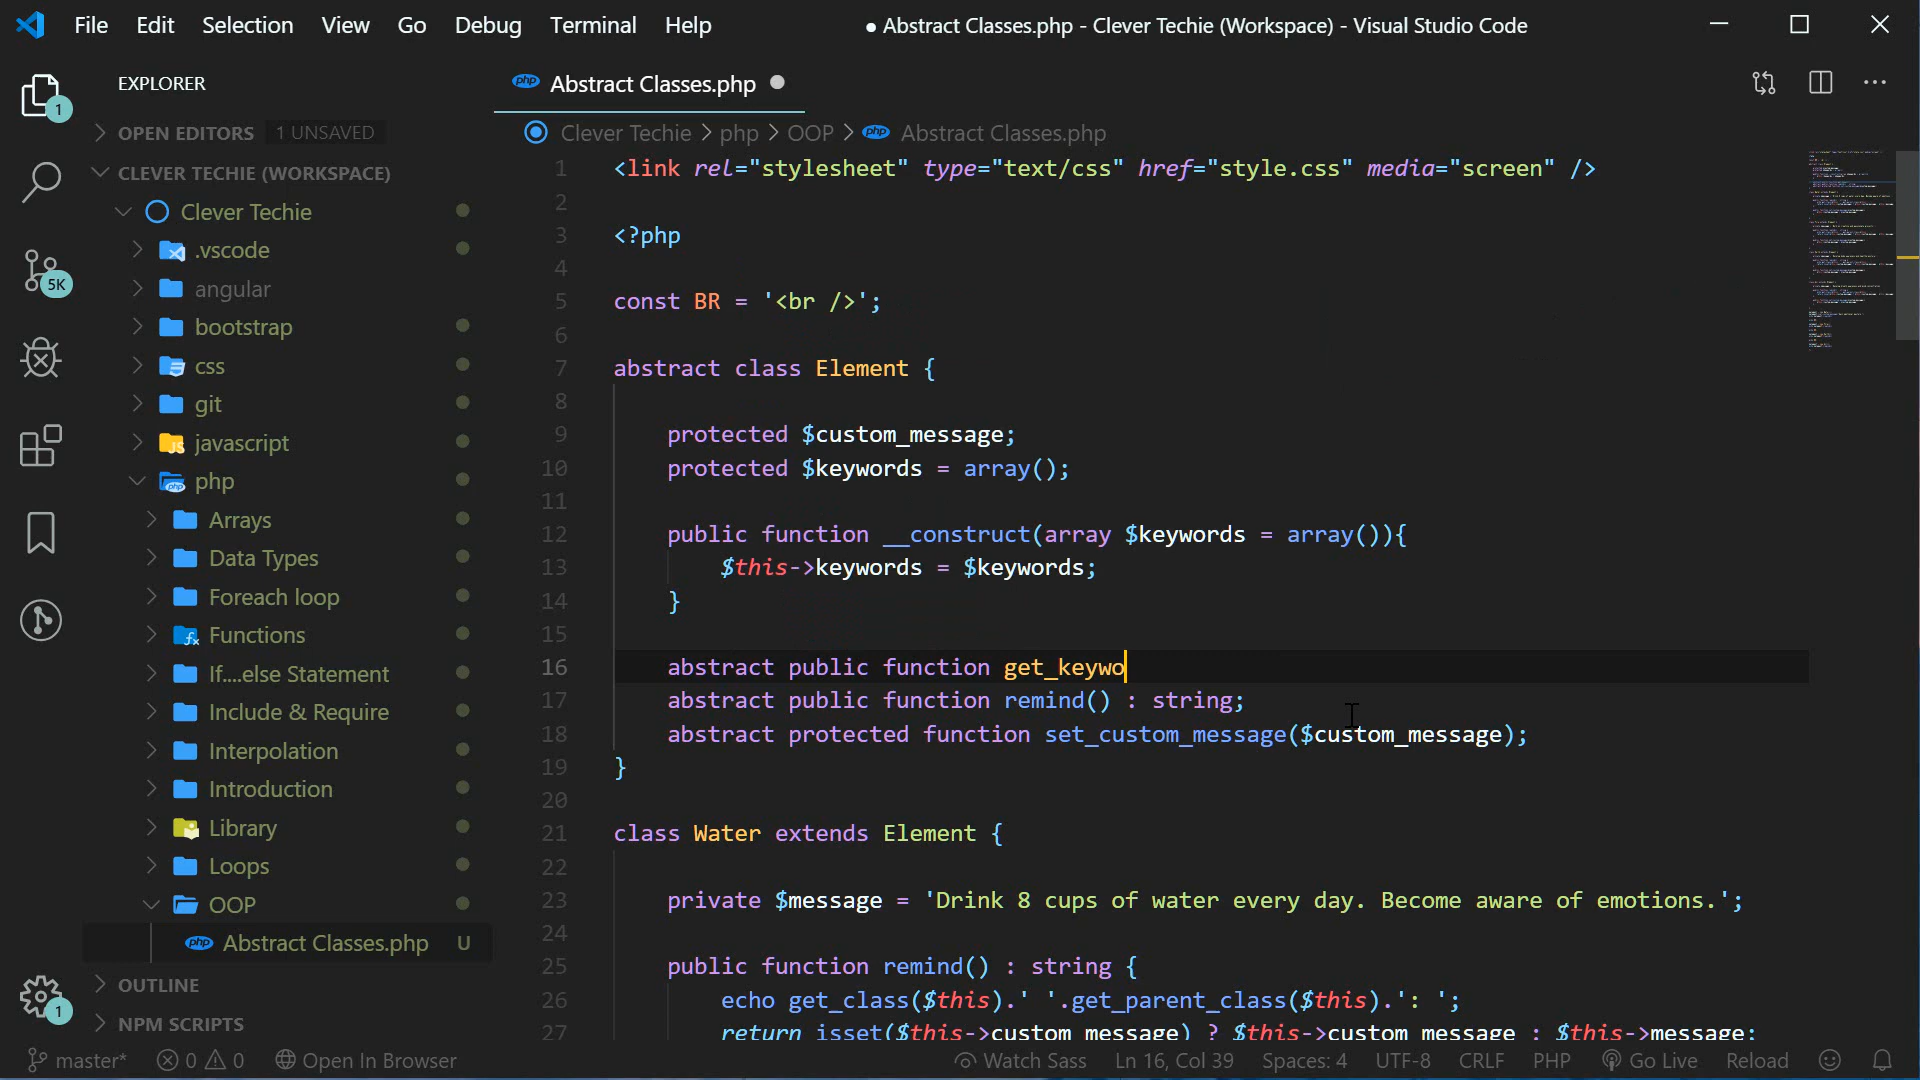 File Edit Selection View Go Debug Terminal Help
● Abstract Classes.php - Clever Techie (Workspace) - Visual Studio Code
EXPLORER
OPEN EDITORS 1 UNSAVED
CLEVER TECHIE (WORKSPACE)
Clever Techie
.vscode
angular
bootstrap
css
git
javascript
php
Arrays
Data Types
Foreach loop
Functions
If....else Statement
Include & Require
Interpolation
Introduction
Library
Loops
OOP
Abstract Classes.php U
OUTLINE
NPM SCRIPTS
1
5K
1
php Abstract Classes.php
Clever Techie > php > OOP > php Abstract Classes.php
1 <link rel="stylesheet" type="text/css" href="style.css" media="screen" />
2
3 <?php
4
5 const BR = '<br />';
6
7 abstract class Element {
8
9 protected $custom_message;
10 protected $keywords = array();
11
12 public function __construct(array $keywords = array()){
13 $this->keywords = $keywords;
14 }
15
16 abstract public function get_keywo
17 abstract public function remind() : string;
18 abstract protected function set_custom_message($custom_message);
19 }
20
21 class Water extends Element {
22
23 private $message = 'Drink 8 cups of water every day. Become aware of emotions.';
24
25 public function remind() : string {
26 echo get_class($this).' '.get_parent_class($this).': ';
27 return isset($this->custom_message) ? $this->custom_message : $this->message;
master* 0 0 Open In Browser Watch Sass Ln 16, Col 39 Spaces: 4 UTF-8 CRLF PHP Go Live Reload